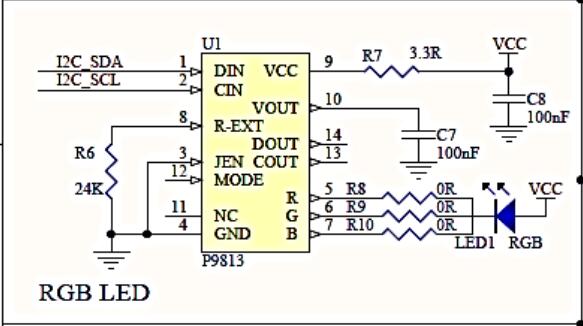 U1
I2C_SDA 1 DIN VCC 9 R7 3.3R VCC
I2C_SCL 2 CIN
VOUT 10
C8
100nF
8 R-EXT
DOUT 14
C7
100nF
R6
24K
3 JEN COUT 13
12 MODE
R 5 R8 0R VCC
11 NC G 6 R9 0R
4 GND B 7 R10 0R
LED1 RGB
P9813
RGB LED